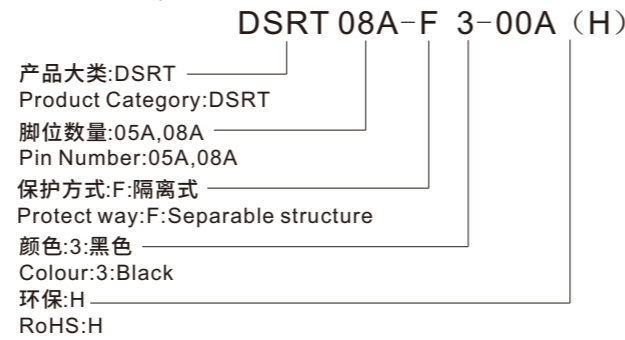 DSRT 08A-F 3-00A（H）
产品大类:DSRT
Product Category:DSRT
脚位数量:05A,08A
Pin Number:05A,08A
保护方式:F:隔离式
Protect way:F:Separable structure
颜色:3:黑色
Colour:3:Black
环保:H
RoHS:H